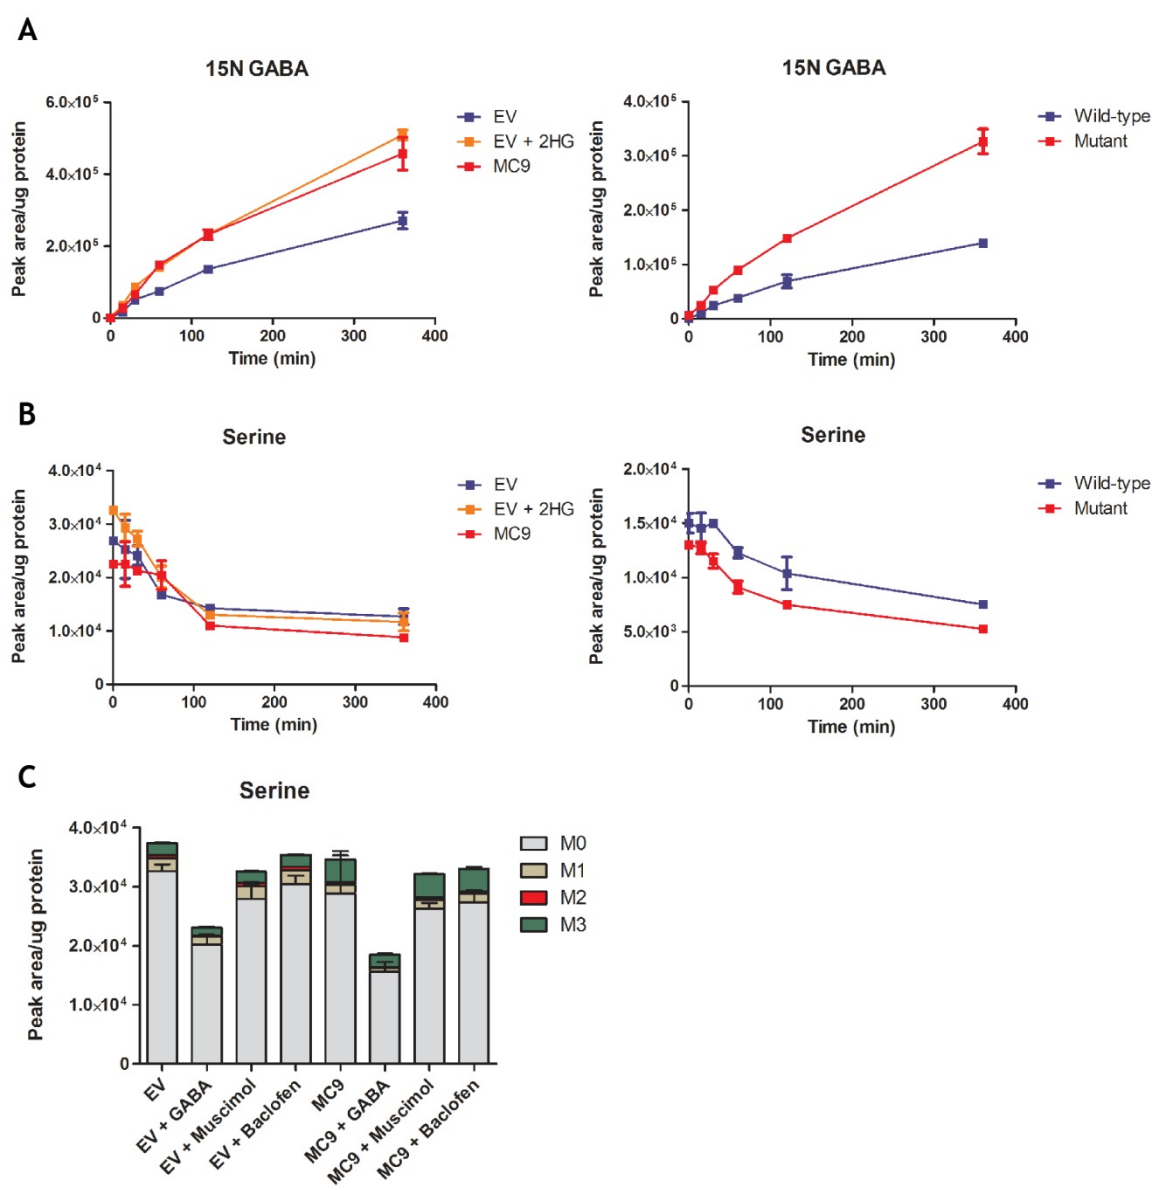 A
15N GABA
Peak area/ug protein
6.0×10⁵
4.0×10⁵
2.0×10⁵
0
0 100 200 300 400
Time (min)
EV
EV + 2HG
MC9
15N GABA
Peak area/ug protein
4.0×10⁵
3.0×10⁵
2.0×10⁵
1.0×10⁵
0
0 100 200 300 400
Time (min)
Wild-type
Mutant
B
Serine
Peak area/ug protein
4.0×10⁴
3.0×10⁴
2.0×10⁴
1.0×10⁴
0
0 100 200 300 400
Time (min)
EV
EV + 2HG
MC9
Serine
Peak area/ug protein
2.0×10⁴
1.5×10⁴
1.0×10⁴
5.0×10³
0
0 100 200 300 400
Time (min)
Wild-type
Mutant
C
Serine
Peak area/ug protein
4.0×10⁴
3.0×10⁴
2.0×10⁴
1.0×10⁴
0
EV
EV + GABA
EV + Muscimol
EV + Baclofen
MC9
MC9 + GABA
MC9 + Muscimol
MC9 + Baclofen
M0
M1
M2
M3